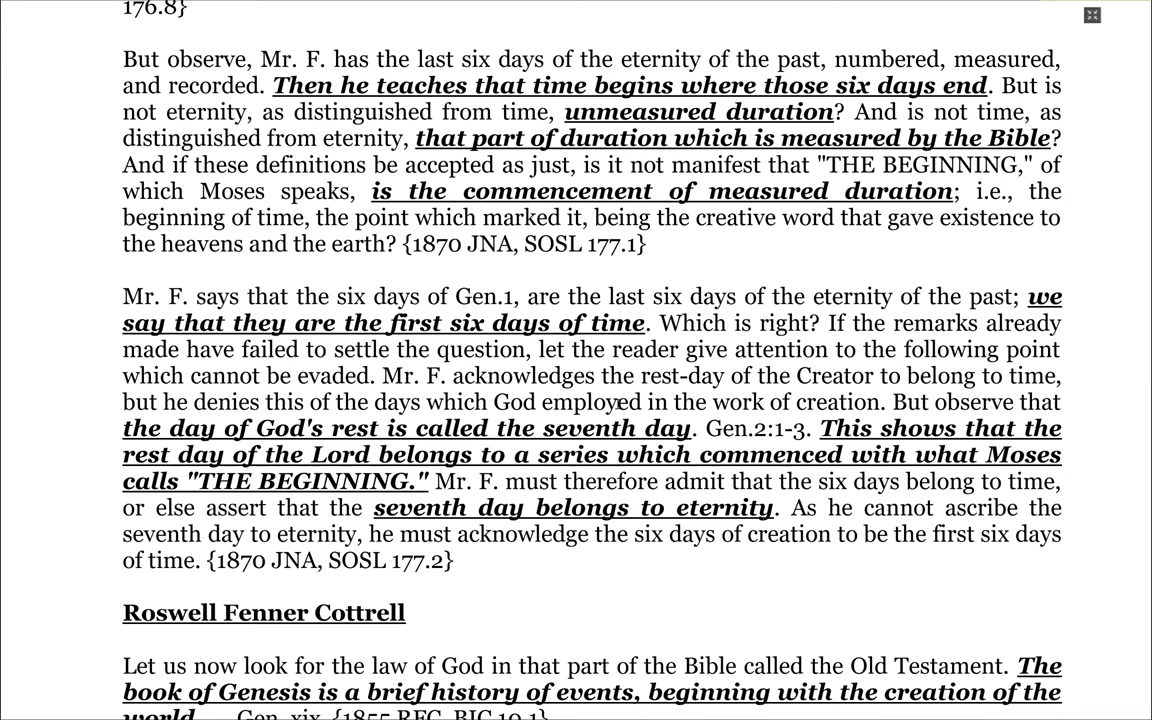 176.8}
But observe, Mr. F. has the last six days of the eternity of the past, numbered, measured,
and recorded. Then he teaches that time begins where those six days end. But is
not eternity, as distinguished from time, unmeasured duration? And is not time, as
distinguished from eternity, that part of duration which is measured by the Bible?
And if these definitions be accepted as just, is it not manifest that "THE BEGINNING," of
which Moses speaks, is the commencement of measured duration; i.e., the
beginning of time, the point which marked it, being the creative word that gave existence to
the heavens and the earth? {1870 JNA, SOSL 177.1}
Mr. F. says that the six days of Gen.1, are the last six days of the eternity of the past; we
say that they are the first six days of time. Which is right? If the remarks already
made have failed to settle the question, let the reader give attention to the following point
which cannot be evaded. Mr. F. acknowledges the rest-day of the Creator to belong to time,
but he denies this of the days which God employed in the work of creation. But observe that
the day of God's rest is called the seventh day. Gen.2:1-3. This shows that the
rest day of the Lord belongs to a series which commenced with what Moses
calls "THE BEGINNING." Mr. F. must therefore admit that the six days belong to time,
or else assert that the seventh day belongs to eternity. As he cannot ascribe the
seventh day to eternity, he must acknowledge the six days of creation to be the first six days
of time. {1870 JNA, SOSL 177.2}
Roswell Fenner Cottrell
Let us now look for the law of God in that part of the Bible called the Old Testament. The
book of Genesis is a brief history of events, beginning with the creation of the
world.... Gen. xix. {1855 RFC, BIC 10.1}